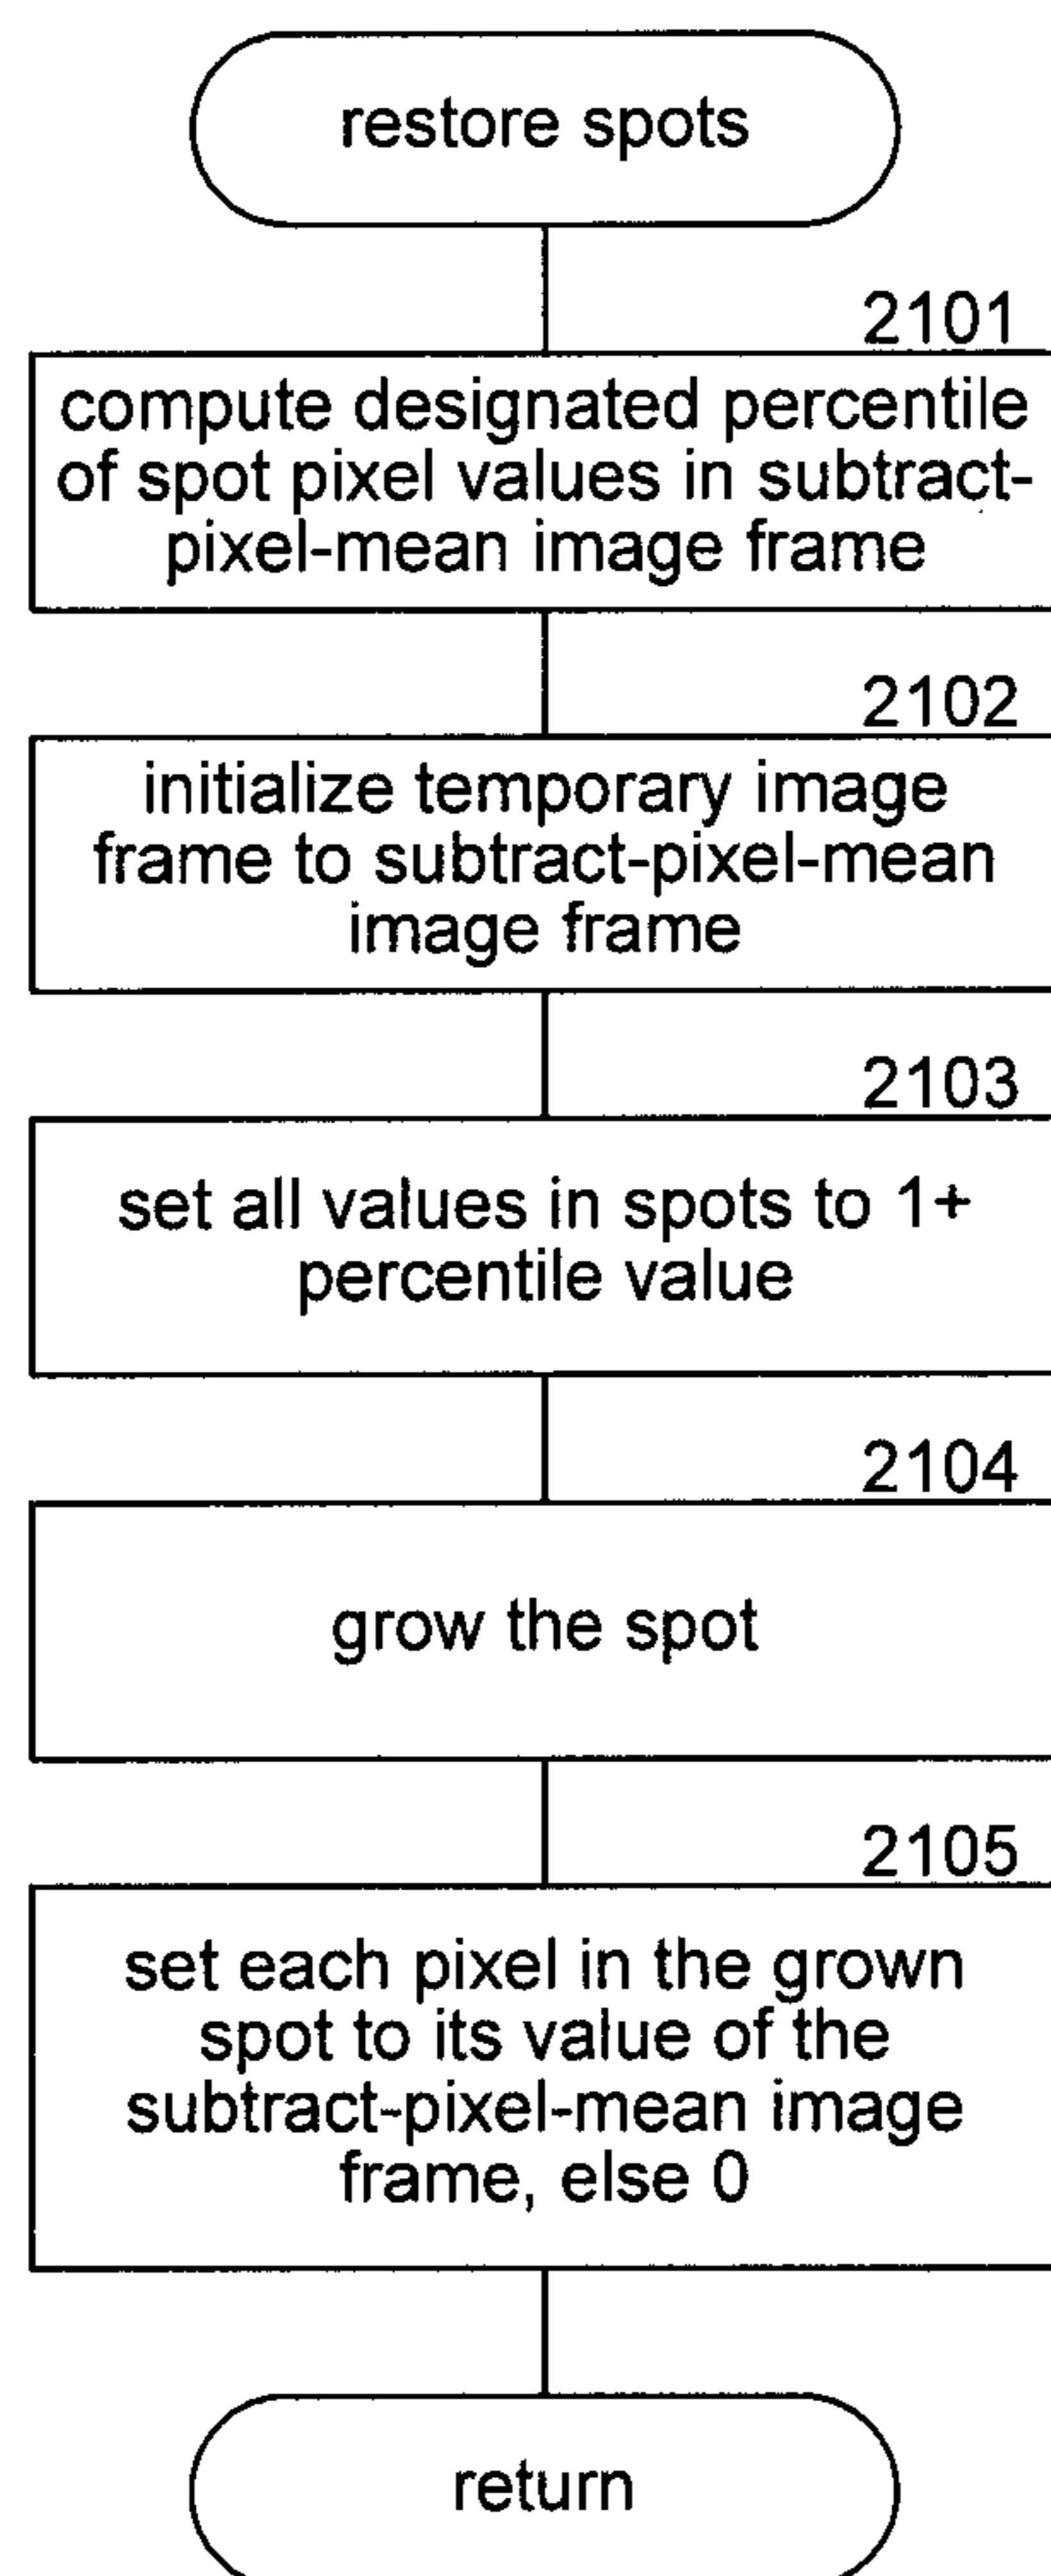 restore spots
2101
compute designated percentile
of spot pixel values in subtract-
pixel-mean image frame
2102
initialize temporary image
frame to subtract-pixel-mean
image frame
2103
set all values in spots to 1+
percentile value
2104
grow the spot
2105
set each pixel in the grown
spot to its value of the
subtract-pixel-mean image
frame, else 0
return